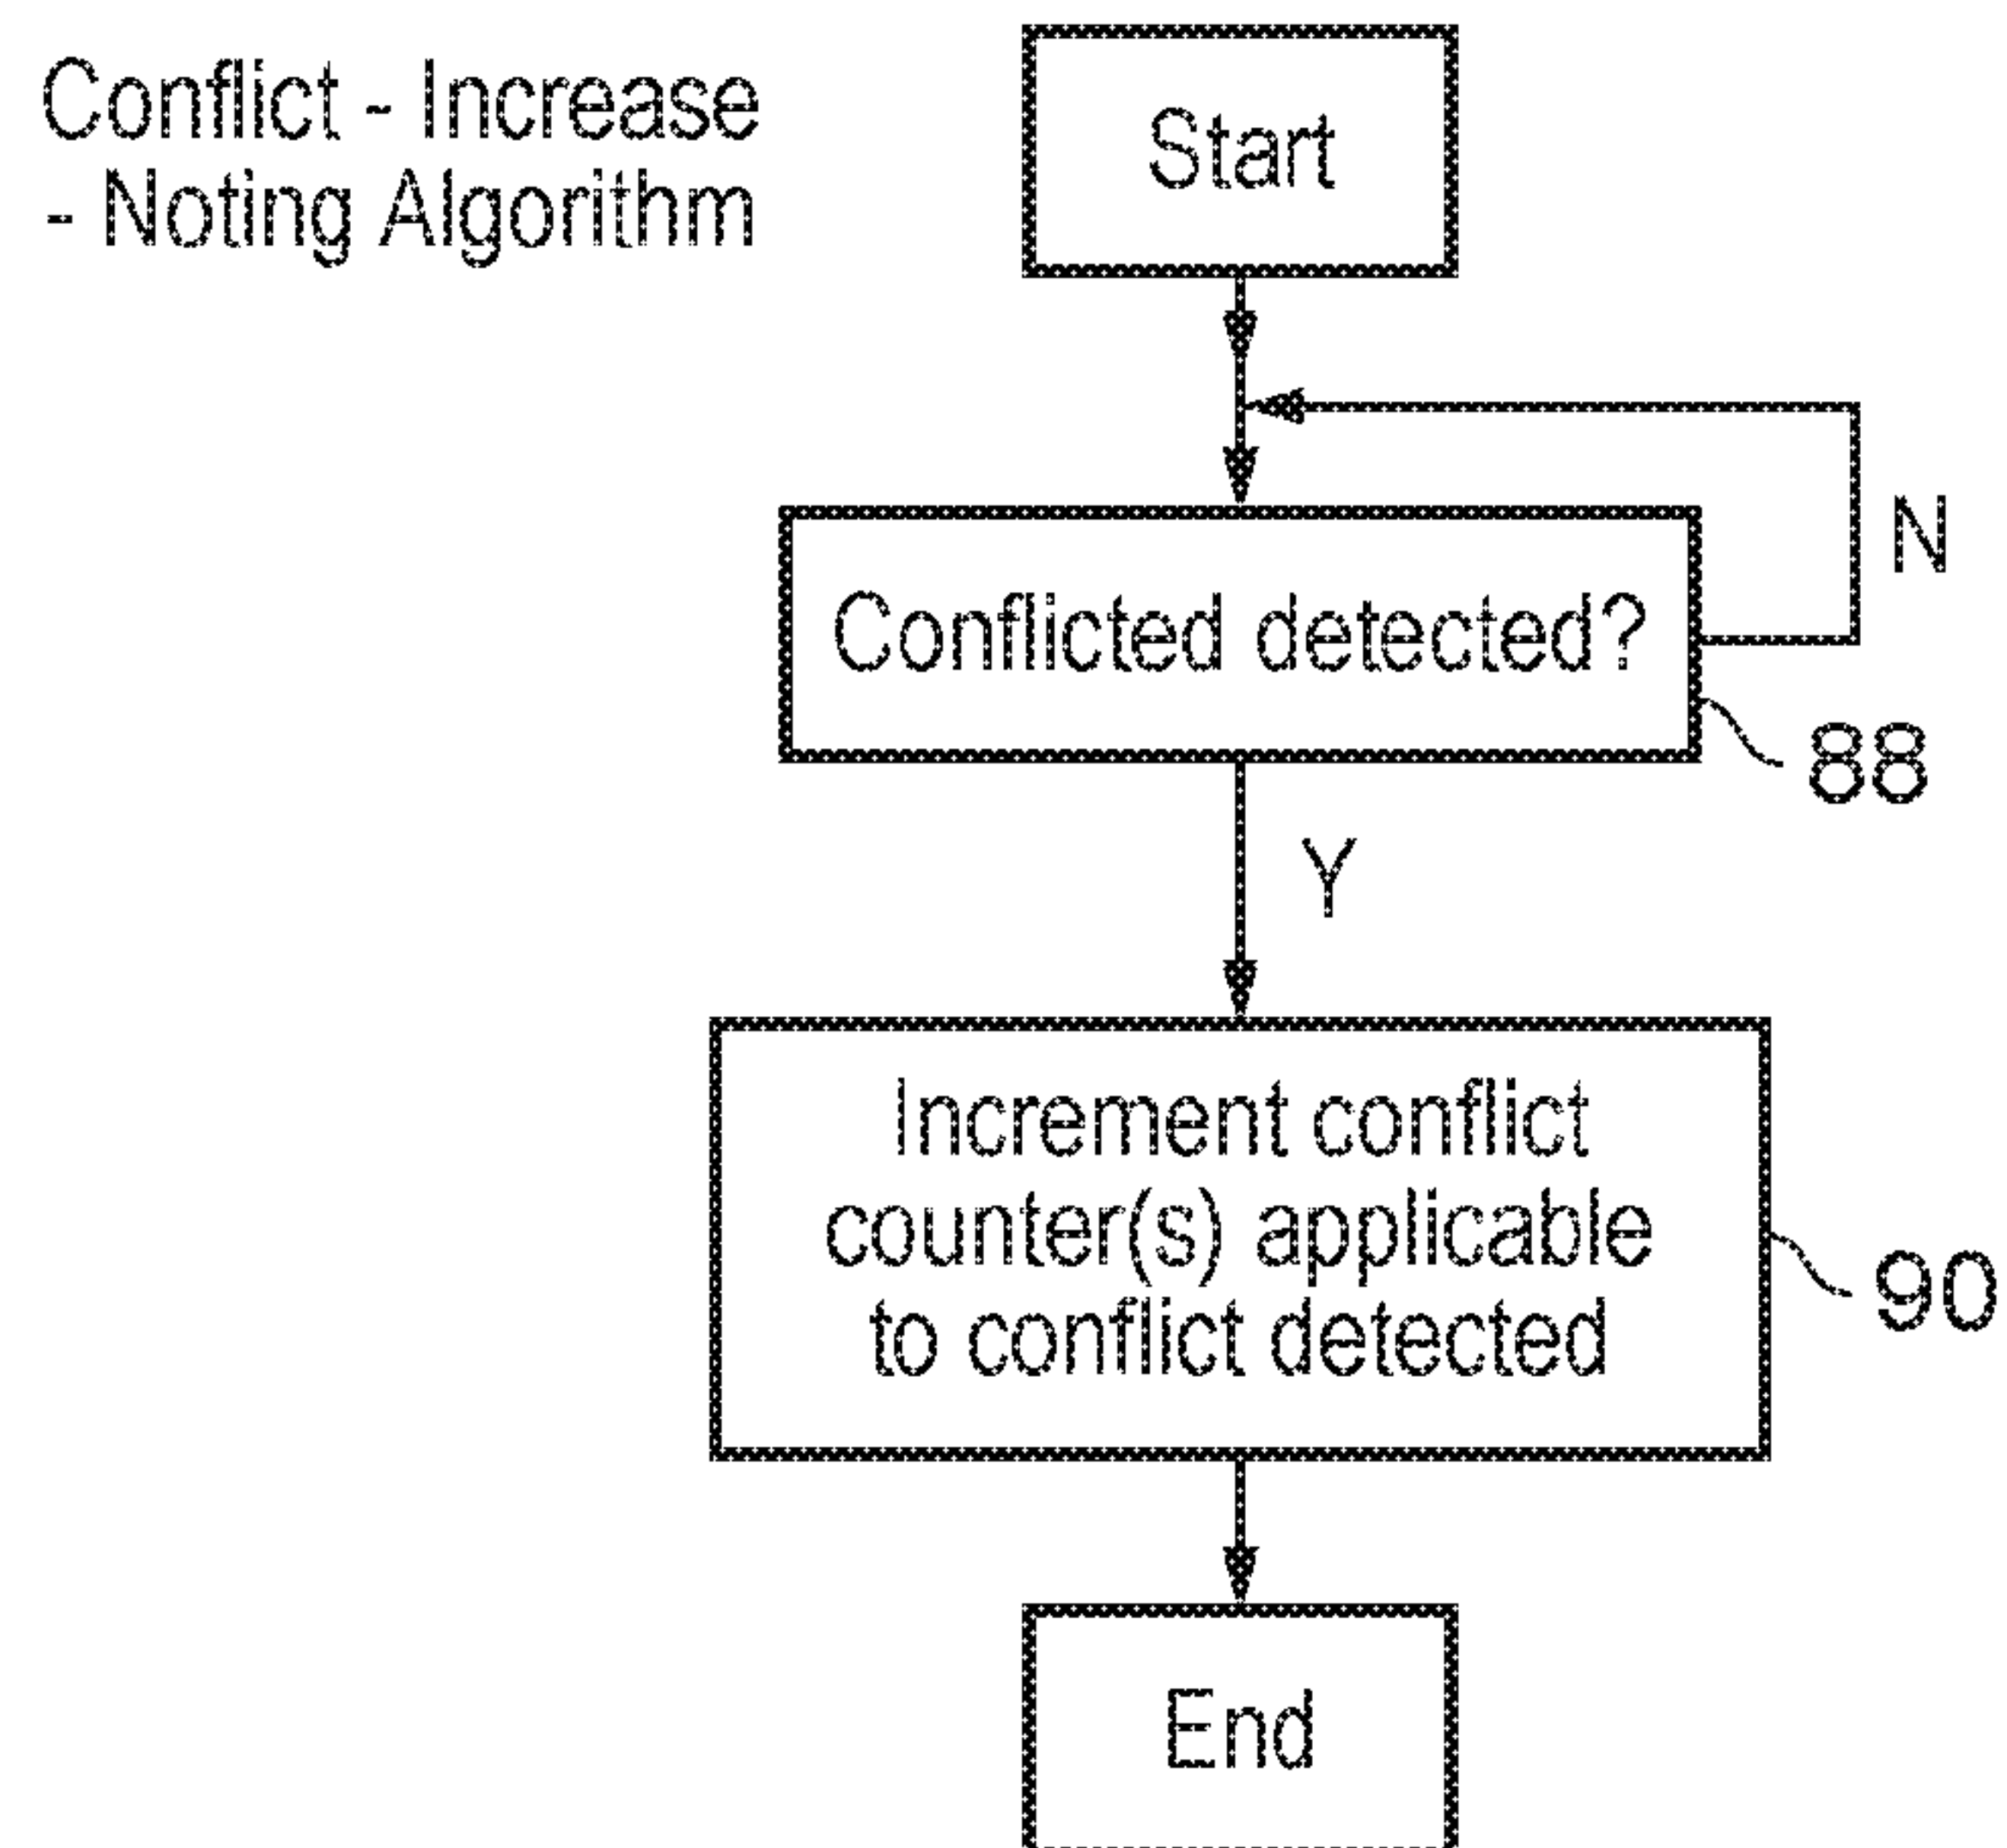 Conflict - Increase
- Noting Algorithm
Start
N
Conflicted detected?
88
Y
Increment conflict
counter(s) applicable
to conflict detected
90
End